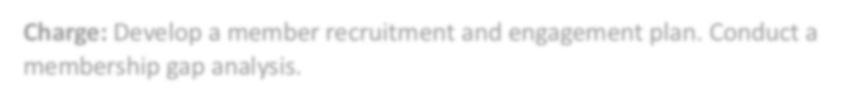 Charge: Develop a member recruitment and engagement plan. Conduct a
membership gap analysis.